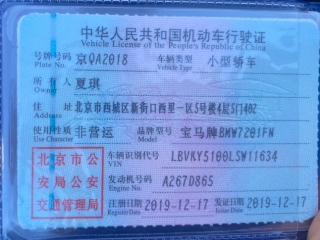 中华人民共和国机动车行驶证
Vehicle License of the People's Republic of China
号牌号码 京QA2018 车辆类型 小型轿车
Plate No. Vehicle Type
所有人 夏琪
Owner
住址 北京市西城区新街口西里一区5号楼4层5门402
Address
使用性质 非营运 品牌型号 宝马牌BMW7201FN
Use Character Model
北京市公安局公安交通管理局
车辆识别代号 LBVKY5100LSW11634
VIN
发动机号码 A267D865
Engine No.
注册日期 2019-12-17 发证日期 2019-12-17
Register Date Issue Date